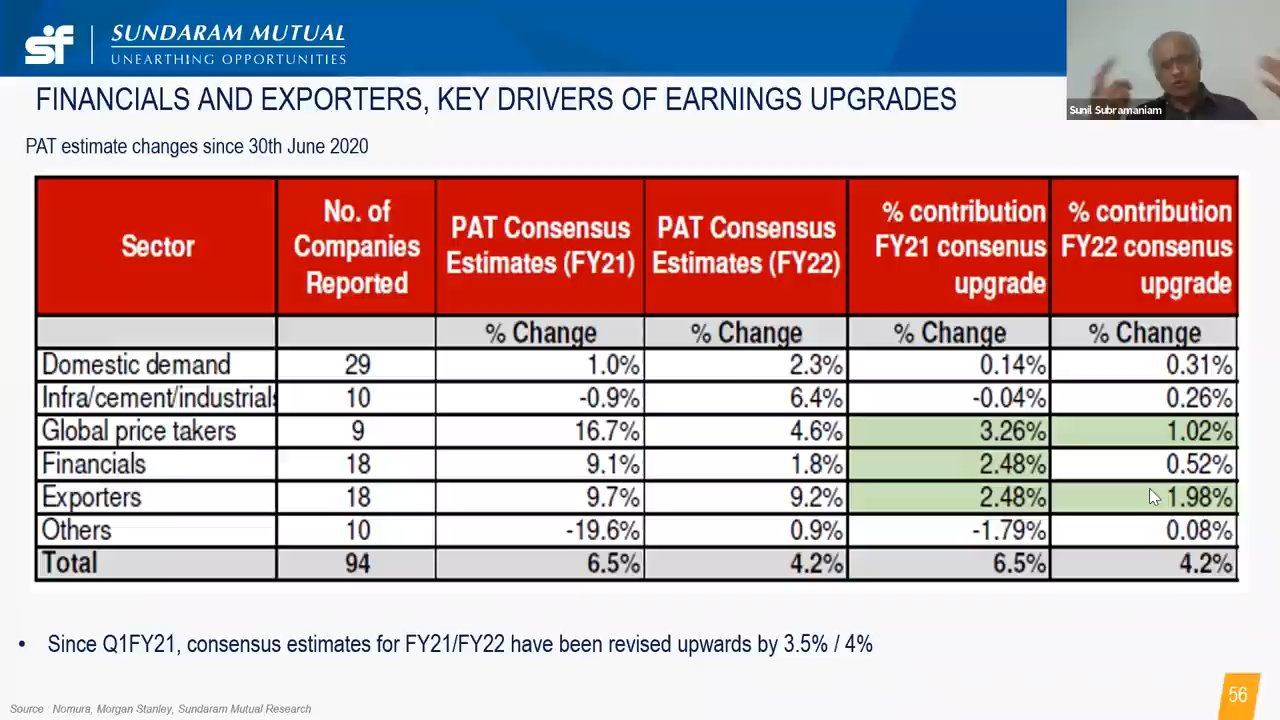 sf
SUNDARAM MUTUAL
UNEARTHING OPPORTUNITIES
Sunil Subramaniam
FINANCIALS AND EXPORTERS, KEY DRIVERS OF EARNINGS UPGRADES
PAT estimate changes since 30th June 2020
Sector
No. of
Companies
Reported
PAT Consensus
Estimates (FY21)
PAT Consensus
Estimates (FY22)
% contribution
FY21 consenus
upgrade
% contribution
FY22 consenus
upgrade
% Change % Change % Change % Change
Domestic demand 29 1.0% 2.3% 0.14% 0.31%
Infra/cement/industrials 10 -0.9% 6.4% -0.04% 0.26%
Global price takers 9 16.7% 4.6% 3.26% 1.02%
Financials 18 9.1% 1.8% 2.48% 0.52%
Exporters 18 9.7% 9.2% 2.48% 1.98%
Others 10 -19.6% 0.9% -1.79% 0.08%
Total 94 6.5% 4.2% 6.5% 4.2%
• Since Q1FY21, consensus estimates for FY21/FY22 have been revised upwards by 3.5% / 4%
Source : Nomura, Morgan Stanley, Sundaram Mutual Research
56